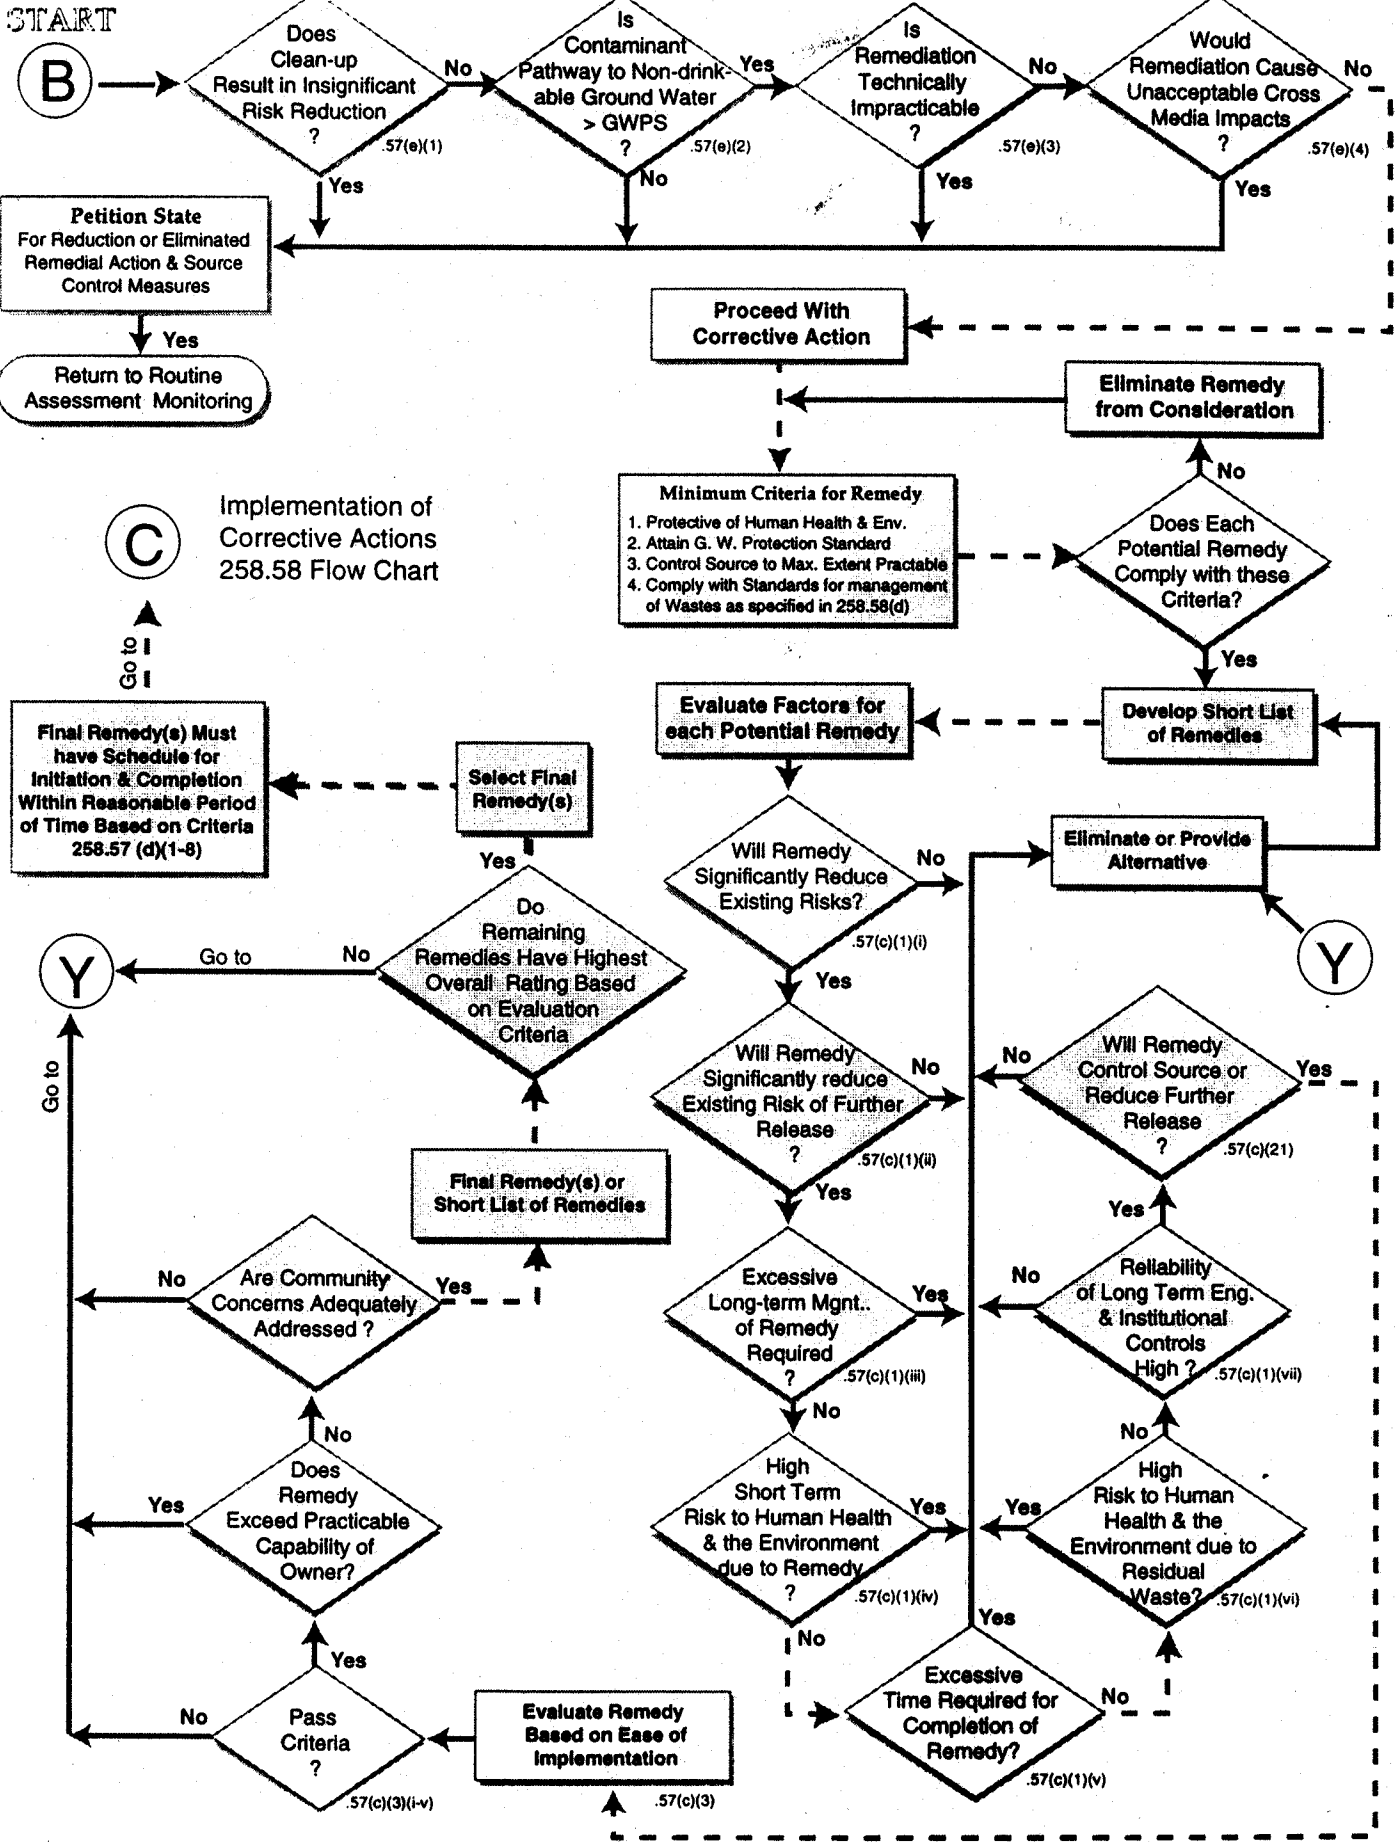 START
B
Does
Clean-up
Result in Insignificant
Risk Reduction
?
.57(e)(1)
No
Yes
Is
Contaminant
Pathway to Non-drink-
able Ground Water
> GWPS
?
.57(e)(2)
Yes
No
Is
Remediation
Technically
Impracticable
?
.57(e)(3)
No
Yes
Would
Remediation Cause
Unacceptable Cross
Media Impacts
?
.57(e)(4)
No
Yes
Petition State
For Reduction or Eliminated
Remedial Action & Source
Control Measures
Yes
Return to Routine
Assessment Monitoring
Proceed With
Corrective Action
Eliminate Remedy
from Consideration
No
Minimum Criteria for Remedy
1. Protective of Human Health & Env.
2. Attain G. W. Protection Standard
3. Control Source to Max. Extent Practable
4. Comply with Standards for management
of Wastes as specified in 258.58(d)
Does Each
Potential Remedy
Comply with these
Criteria?
Yes
C
Implementation of
Corrective Actions
258.58 Flow Chart
Go to
Final Remedy(s) Must
have Schedule for
Initiation & Completion
Within Reasonable Period
of Time Based on Criteria
258.57 (d)(1-8)
Select Final
Remedy(s)
Yes
Evaluate Factors for
each Potential Remedy
Develop Short List
of Remedies
Will Remedy
Significantly Reduce
Existing Risks?
.57(c)(1)(i)
No
Yes
Eliminate or Provide
Alternative
Y
Y
Go to
No
Do
Remaining
Remedies Have Highest
Overall Rating Based
on Evaluation
Criteria
Go to
Will Remedy
Significantly reduce
Existing Risk of Further
Release
?
.57(c)(1)(ii)
No
Yes
Will Remedy
Control Source or
Reduce Further
Release
?
.57(c)(21)
No
Yes
Yes
Final Remedy(s) or
Short List of Remedies
Are Community
Concerns Adequately
Addressed ?
No
Yes
Excessive
Long-term Mgnt..
of Remedy
Required
?
.57(c)(1)(iii)
Yes
No
Reliability
of Long Term Eng.
& Institutional
Controls
High ?
.57(c)(1)(vii)
No
No
Does
Remedy
Exceed Practicable
Capability of
Owner?
Yes
No
High
Short Term
Risk to Human Health
& the Environment
due to Remedy
?
.57(c)(1)(iv)
Yes
No
High
Risk to Human
Health & the
Environment due to
Residual
Waste?
.57(c)(1)(vi)
Yes
Pass
Criteria
?
.57(c)(3)(i-v)
No
Yes
Evaluate Remedy
Based on Ease of
Implementation
.57(c)(3)
Excessive
Time Required for
Completion of
Remedy?
.57(c)(1)(v)
Yes
No